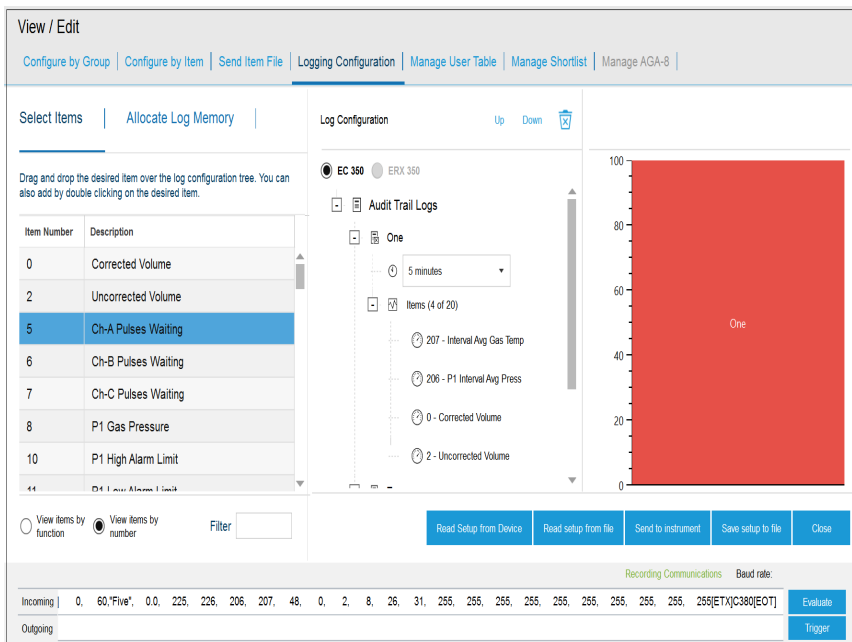 View / Edit
Configure by Group | Configure by Item | Send Item File | Logging Configuration | Manage User Table | Manage Shortlist | Manage AGA-8 |
Select Items | Allocate Log Memory |
Drag and drop the desired item over the log configuration tree. You can
also add by double clicking on the desired item.
Item Number Description
0 Corrected Volume
2 Uncorrected Volume
5 Ch-A Pulses Waiting
6 Ch-B Pulses Waiting
7 Ch-C Pulses Waiting
8 P1 Gas Pressure
10 P1 High Alarm Limit
11 P1 Low Alarm Limit
View items by function
View items by number
Filter
Log Configuration Up Down
EC 350 ERX 350
Audit Trail Logs
One
5 minutes
Items (4 of 20)
207 - Interval Avg Gas Temp
206 - P1 Interval Avg Press
0 - Corrected Volume
2 - Uncorrected Volume
100
80
60
One
40
20
0
Read Setup from Device Read setup from file Send to instrument Save setup to file Close
Recording Communications Baud rate:
Incoming | 0, 60,"Five", 0.0, 225, 226, 206, 207, 48, 0, 2, 8, 26, 31, 255, 255, 255, 255, 255, 255, 255, 255, 255, 255[ETX]C380[EOT] Evaluate
Outgoing Trigger